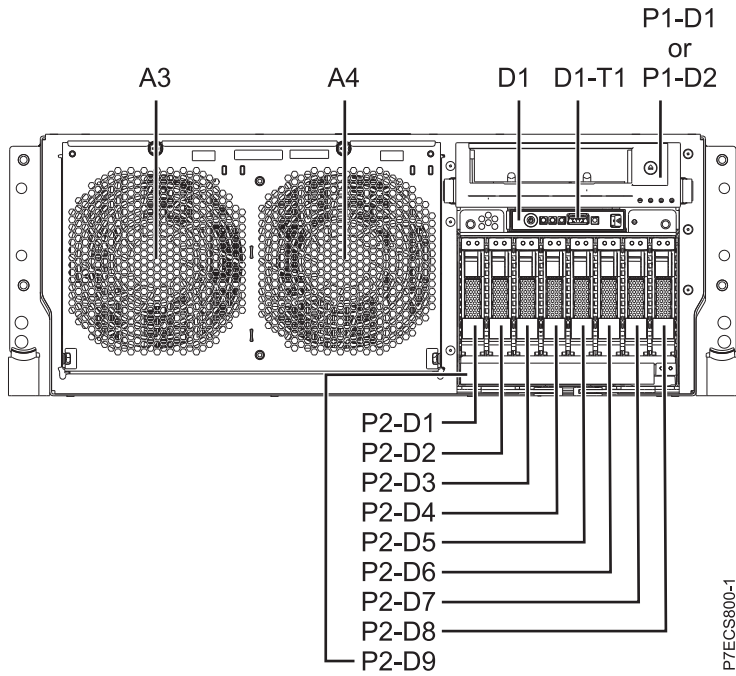 P1-D1
or
A3 A4 D1 D1-T1 P1-D2
P2-D1
P2-D2
P2-D3
P2-D4
P2-D5
P2-D6
P2-D7
P2-D8
P2-D9
P7ECS800-1